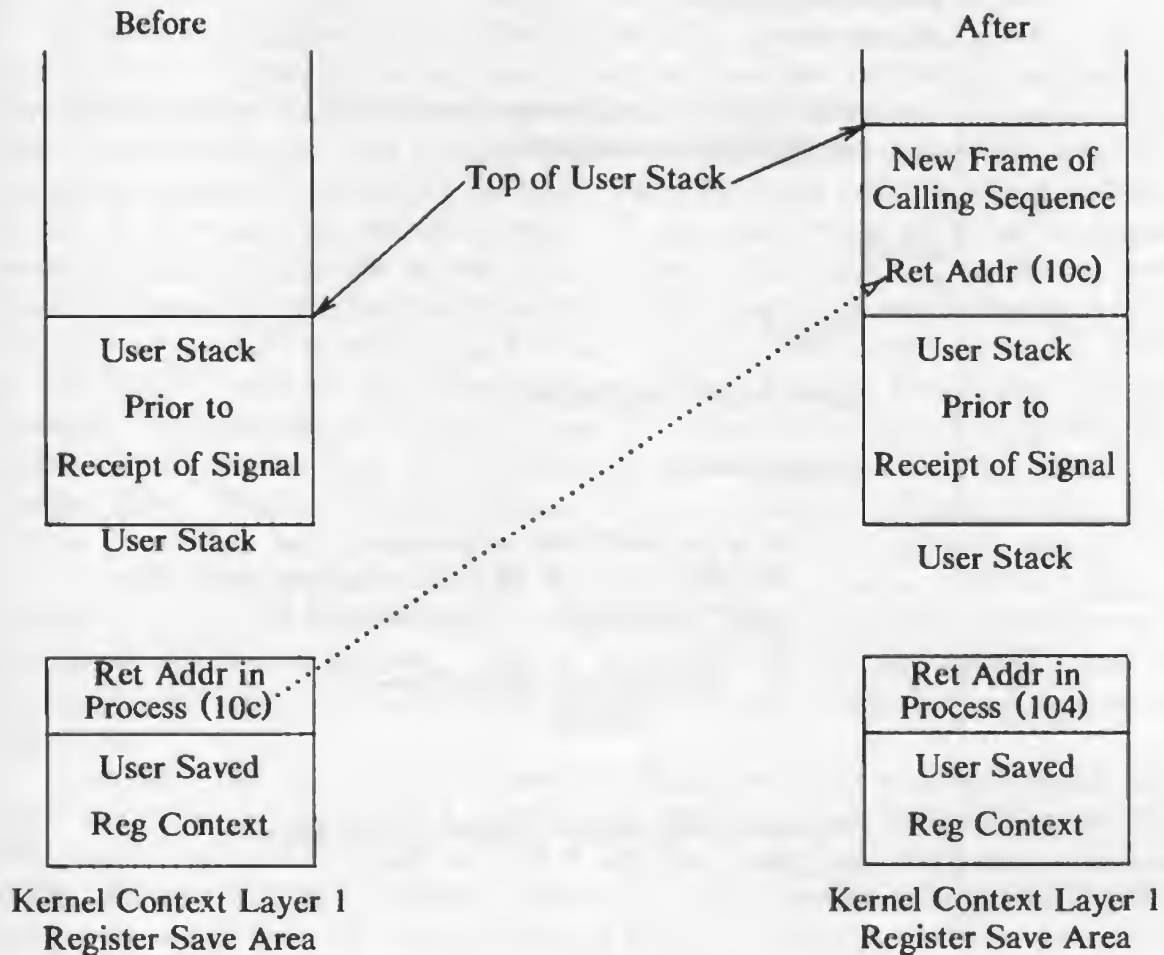 Before
After
Top of User Stack
New Frame of
Calling Sequence
Ret Addr (10c)
User Stack
Prior to
Receipt of Signal
User Stack
Prior to
Receipt of Signal
User Stack
User Stack
Ret Addr in
Process (10c)
User Saved
Reg Context
Ret Addr in
Process (104)
User Saved
Reg Context
Kernel Context Layer 1
Register Save Area
Kernel Context Layer 1
Register Save Area